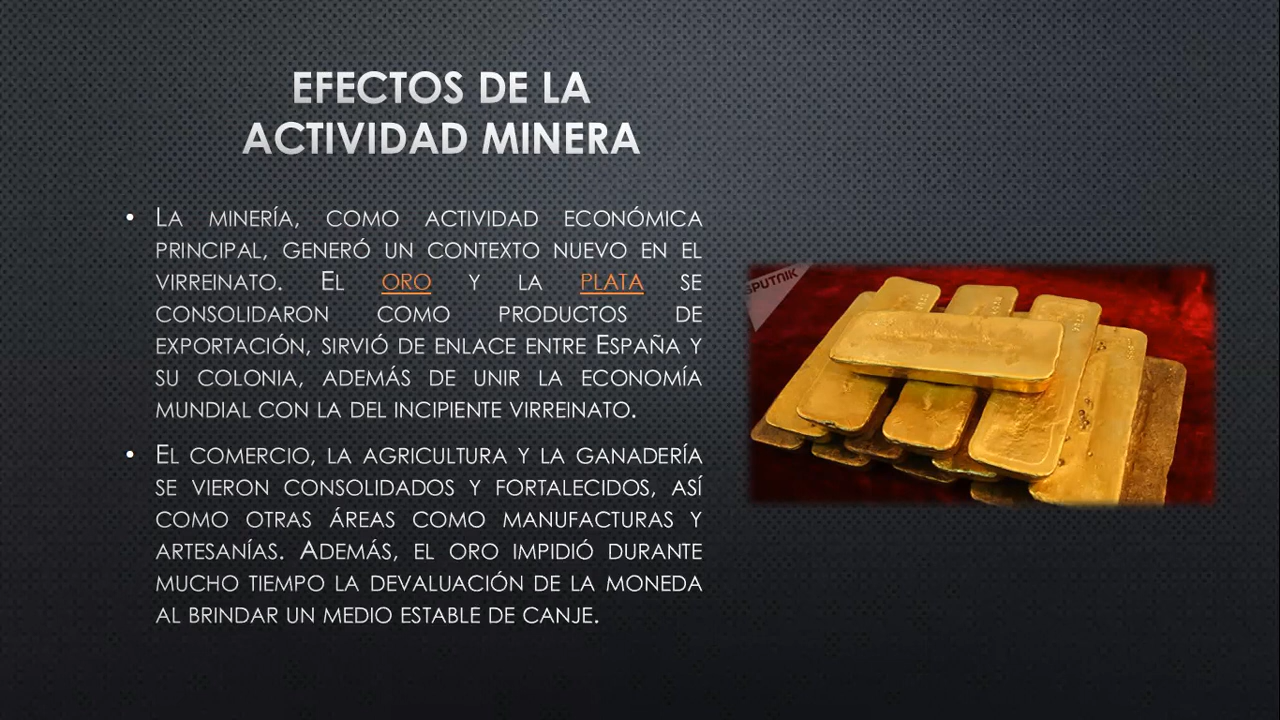 EFECTOS DE LA
ACTIVIDAD MINERA
• LA MINERÍA, COMO ACTIVIDAD ECONÓMICA
PRINCIPAL, GENERÓ UN CONTEXTO NUEVO EN EL
VIRREINATO. EL ORO Y LA PLATA SE
CONSOLIDARON COMO PRODUCTOS DE
EXPORTACIÓN, SIRVIÓ DE ENLACE ENTRE ESPAÑA Y
SU COLONIA, ADEMÁS DE UNIR LA ECONOMÍA
MUNDIAL CON LA DEL INCIPIENTE VIRREINATO.
• EL COMERCIO, LA AGRICULTURA Y LA GANADERÍA
SE VIERON CONSOLIDADOS Y FORTALECIDOS, ASÍ
COMO OTRAS ÁREAS COMO MANUFACTURAS Y
ARTESANÍAS. ADEMÁS, EL ORO IMPIDIÓ DURANTE
MUCHO TIEMPO LA DEVALUACIÓN DE LA MONEDA
AL BRINDAR UN MEDIO ESTABLE DE CANJE.
SPUTNIK